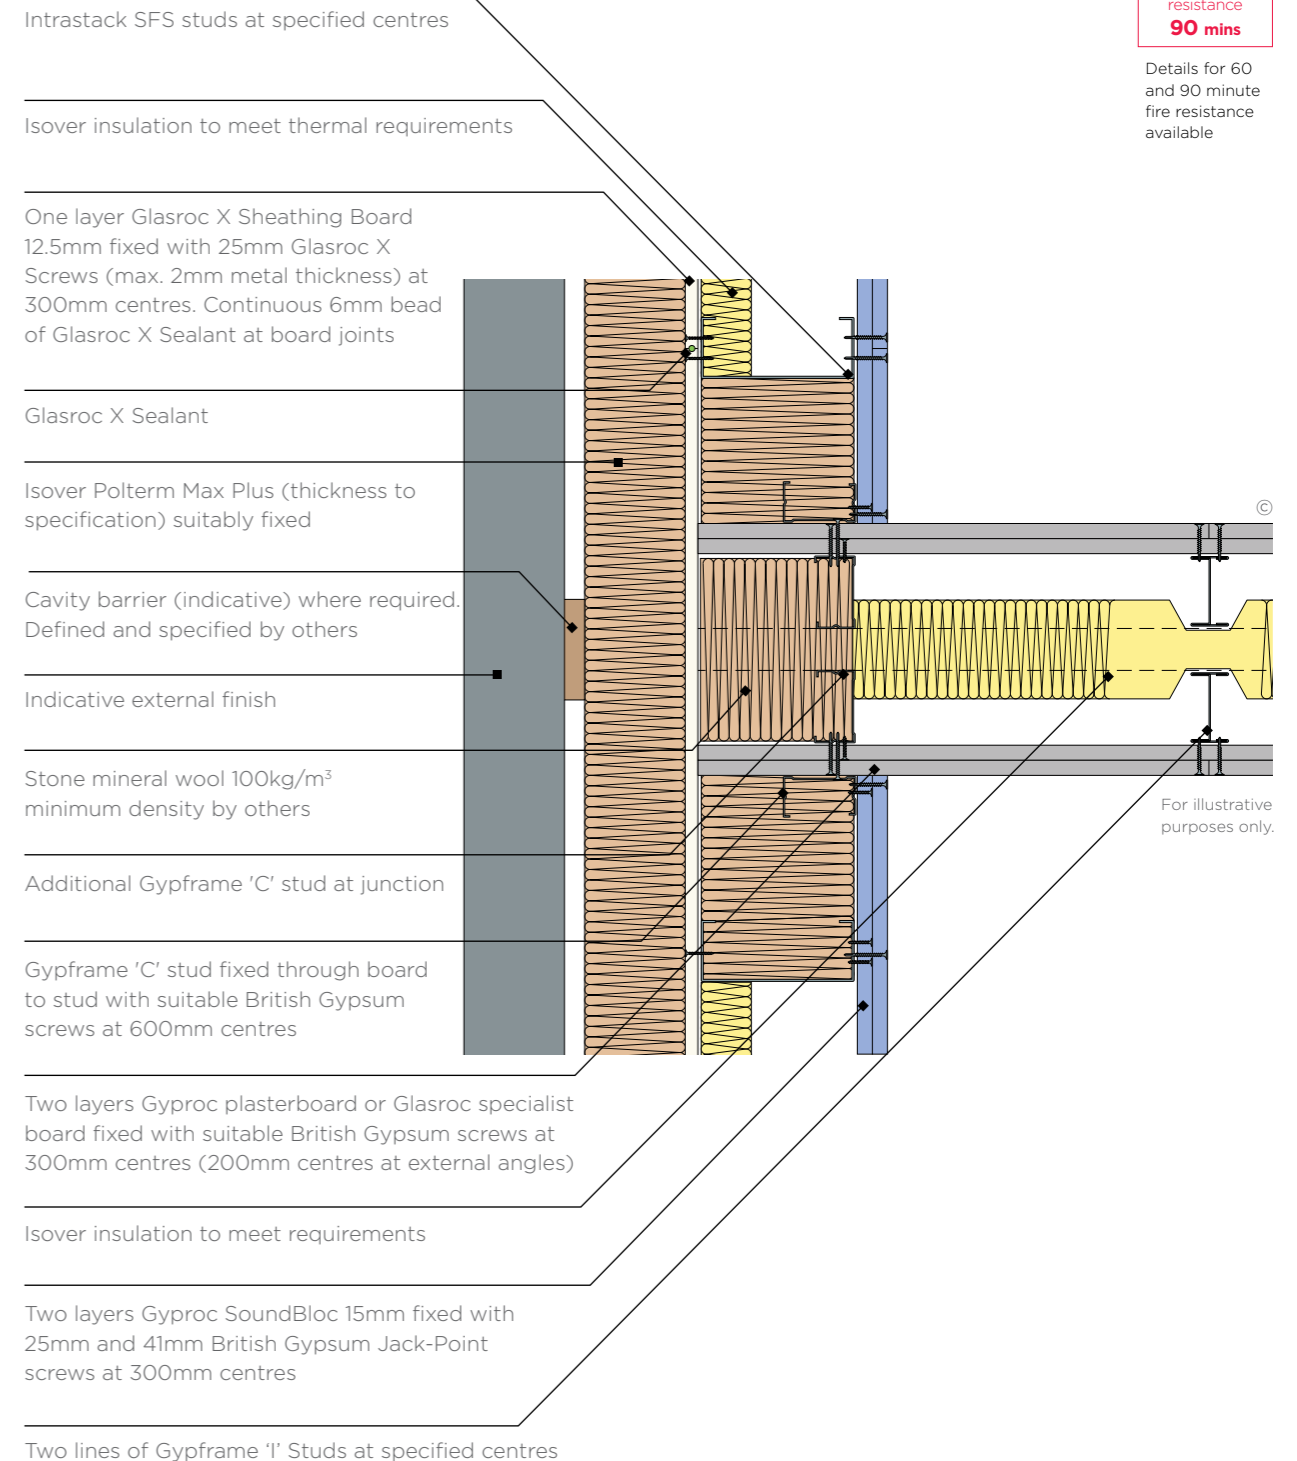 Intrastack SFS studs at specified centres
resistance
90 mins
Details for 60
and 90 minute
fire resistance
available
Isover insulation to meet thermal requirements
One layer Glasroc X Sheathing Board
12.5mm fixed with 25mm Glasroc X
Screws (max. 2mm metal thickness) at
300mm centres. Continuous 6mm bead
of Glasroc X Sealant at board joints
Glasroc X Sealant
Isover Polterm Max Plus (thickness to
specification) suitably fixed
©
Cavity barrier (indicative) where required.
Defined and specified by others
Indicative external finish
Stone mineral wool 100kg/m³
minimum density by others
For illustrative
purposes only.
Additional Gypframe 'C' stud at junction
Gypframe 'C' stud fixed through board
to stud with suitable British Gypsum
screws at 600mm centres
Two layers Gyproc plasterboard or Glasroc specialist
board fixed with suitable British Gypsum screws at
300mm centres (200mm centres at external angles)
Isover insulation to meet requirements
Two layers Gyproc SoundBloc 15mm fixed with
25mm and 41mm British Gypsum Jack-Point
screws at 300mm centres
Two lines of Gypframe ‘I’ Studs at specified centres